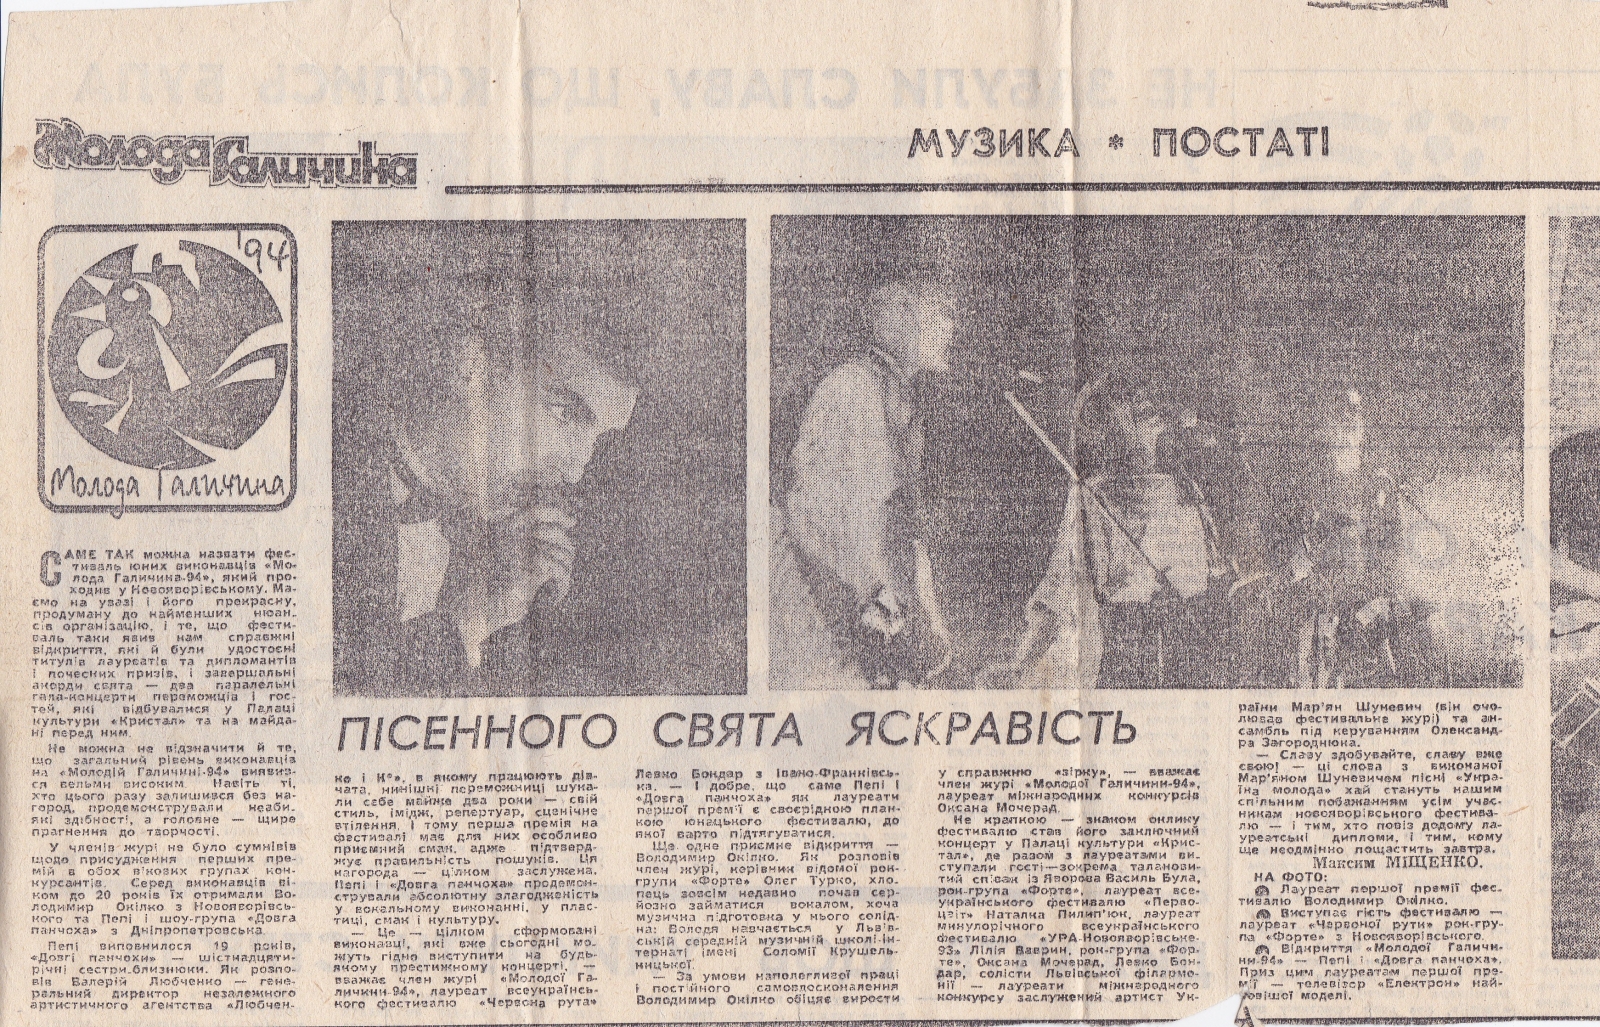 НЕ ЗАБУЛИ СЛАВУ, ЩО КОЛИСЬ БУЛА
Молода Галичина
МУЗИКА * ПОСТАТІ
'94
Молода Галичина
САМЕ ТАК можна назвати фес-
тиваль юних виконавців «Мо-
лода Галичина-94», який про-
ходив у Новояворівському. Ма-
ємо на увазі і його прекрасну,
продуману до найменших нюан-
сів організацію, і те, що фести-
валь таки явив нам справжні
відкриття, які й були удостоєні
титулів лауреатів та дипломантів
і почесних призів, і завершальні
акорди свята — два паралельні
гала-концерти переможців і гос-
тей, які відбувалися у Палаці
культури «Кристал» та на майда-
ні перед ним.
Не можна не відзначити й те,
що загальний рівень виконавців
на «Молодій Галичині-94» виявив-
ся вельми високим. Навіть ті,
хто цього разу залишився без на-
город, продемонстрували неаби-
які здібності, а головне — щире
прагнення до творчості.
У членів журі не було сумнівів
щодо присудження перших пре-
мій в обох вікових групах кон-
курсантів. Серед виконавців ві-
ком до 20 років їх отримали Во-
лодимир Окілко з Новояворівсь-
кого та Пепі і шоу-група «Довга
панчоха» з Дніпропетровська.
Пепі виповнилося 19 років,
«Довгі панчохи» — шістнадцяти-
річні сестри-близнюки. Як розпо-
вів Валерій Любченко — гене-
ральний директор незалежного
артистичного агентства «Любчен-
ПІСЕННОГО СВЯТА ЯСКРАВІСТЬ
ко і К°», в якому працюють дів-
чата, нинішні переможниці шука-
ли себе майже два роки — свій
стиль, імідж, репертуар, сценічне
втілення. І тому перша премія на
фестивалі має для них особливо
приємний смак, адже підтверд-
жує правильність пошуків. Ця
нагорода — цілком заслужена.
Пепі і «Довга панчоха» продемон-
стрували абсолютну злагодженість
у вокальному виконанні, у плас-
тиці, смак і культуру.
— Це — цілком сформовані
виконавці, які вже сьогодні мо-
жуть гідно виступити на будь-
якому престижному концерті, —
вважає член журі «Молодої Га-
личини-94», лауреат всеукраїнсь-
кого фестивалю «Червона рута»
Левко Бондар з Івано-Франківсь-
ка. — І добре, що саме Пепі і
«Довга панчоха» як лауреати
першої премії є своєрідною план-
кою юнацького фестивалю, до
якої варто підтягуватися.
Ще одне приємне відкриття —
Володимир Окілко. Як розповів
член журі, керівник відомої рок-
групи «Форте» Олег Турко, хло-
пець зовсім недавно почав сер-
йозно займатися вокалом, хоча
музична підготовка у нього солід-
на: Володя навчається у Львів-
ській середній музичній школі-ін-
тернаті імені Соломії Крушель-
ницької.
— За умови наполегливої праці
і постійного самовдосконалення
Володимир Окілко обіцяє вирости
у справжню «зірку», — вважає
член журі «Молодої Галичини-94»,
лауреат міжнародних конкурсів
Оксана Мочерад.
Не крапкою — знаком оклику
фестивалю став його заключний
концерт у Палаці культури «Крис-
тал», де разом з лауреатами ви-
ступали гості — зокрема талано-
тий співак із Яворова Василь Була,
рок-група «Форте», лауреат все-
українського фестивалю «Перво-
цвіт» Наталка Пилип'юк, лауреат
минулорічного всеукраїнського
фестивалю «УРА-Новояворівське-
93» Лілія Ваврин, рок-група «Фор-
те», Оксана Мочерад, Левко Бон-
дар, солісти Львівської філармо-
нії — лауреати міжнародного
конкурсу заслужений артист Ук-
раїни Мар'ян Шуневич (він очо-
лював фестивальне журі) та ан-
самбль під керуванням Олександ-
ра Загороднюка.
— Славу здобувайте, славу вже
свою! — ці слова з виконаної
Мар'яном Шуневичем пісні «Укра-
їна молода» хай стануть нашим
спільним побажанням усім учас-
никам новояворівського фестива-
лю — і тим, хто повіз додому ла-
уреатські дипломи, і тим, кому
ще неодмінно пощастить завтра.
Максим МІЩЕНКО.
НА ФОТО:
Лауреат першої премії фес-
тивалю Володимир Окілко.
Виступає гість фестивалю —
лауреат «Червоної рути» рок-гру-
па «Форте» з Новояворівського.
Відкриття «Молодої Галичи-
ни-94» — Пепі і «Довга панчоха».
Приз цим лауреатам першої пре-
мії — телевізор «Електрон» най-
новішої моделі.